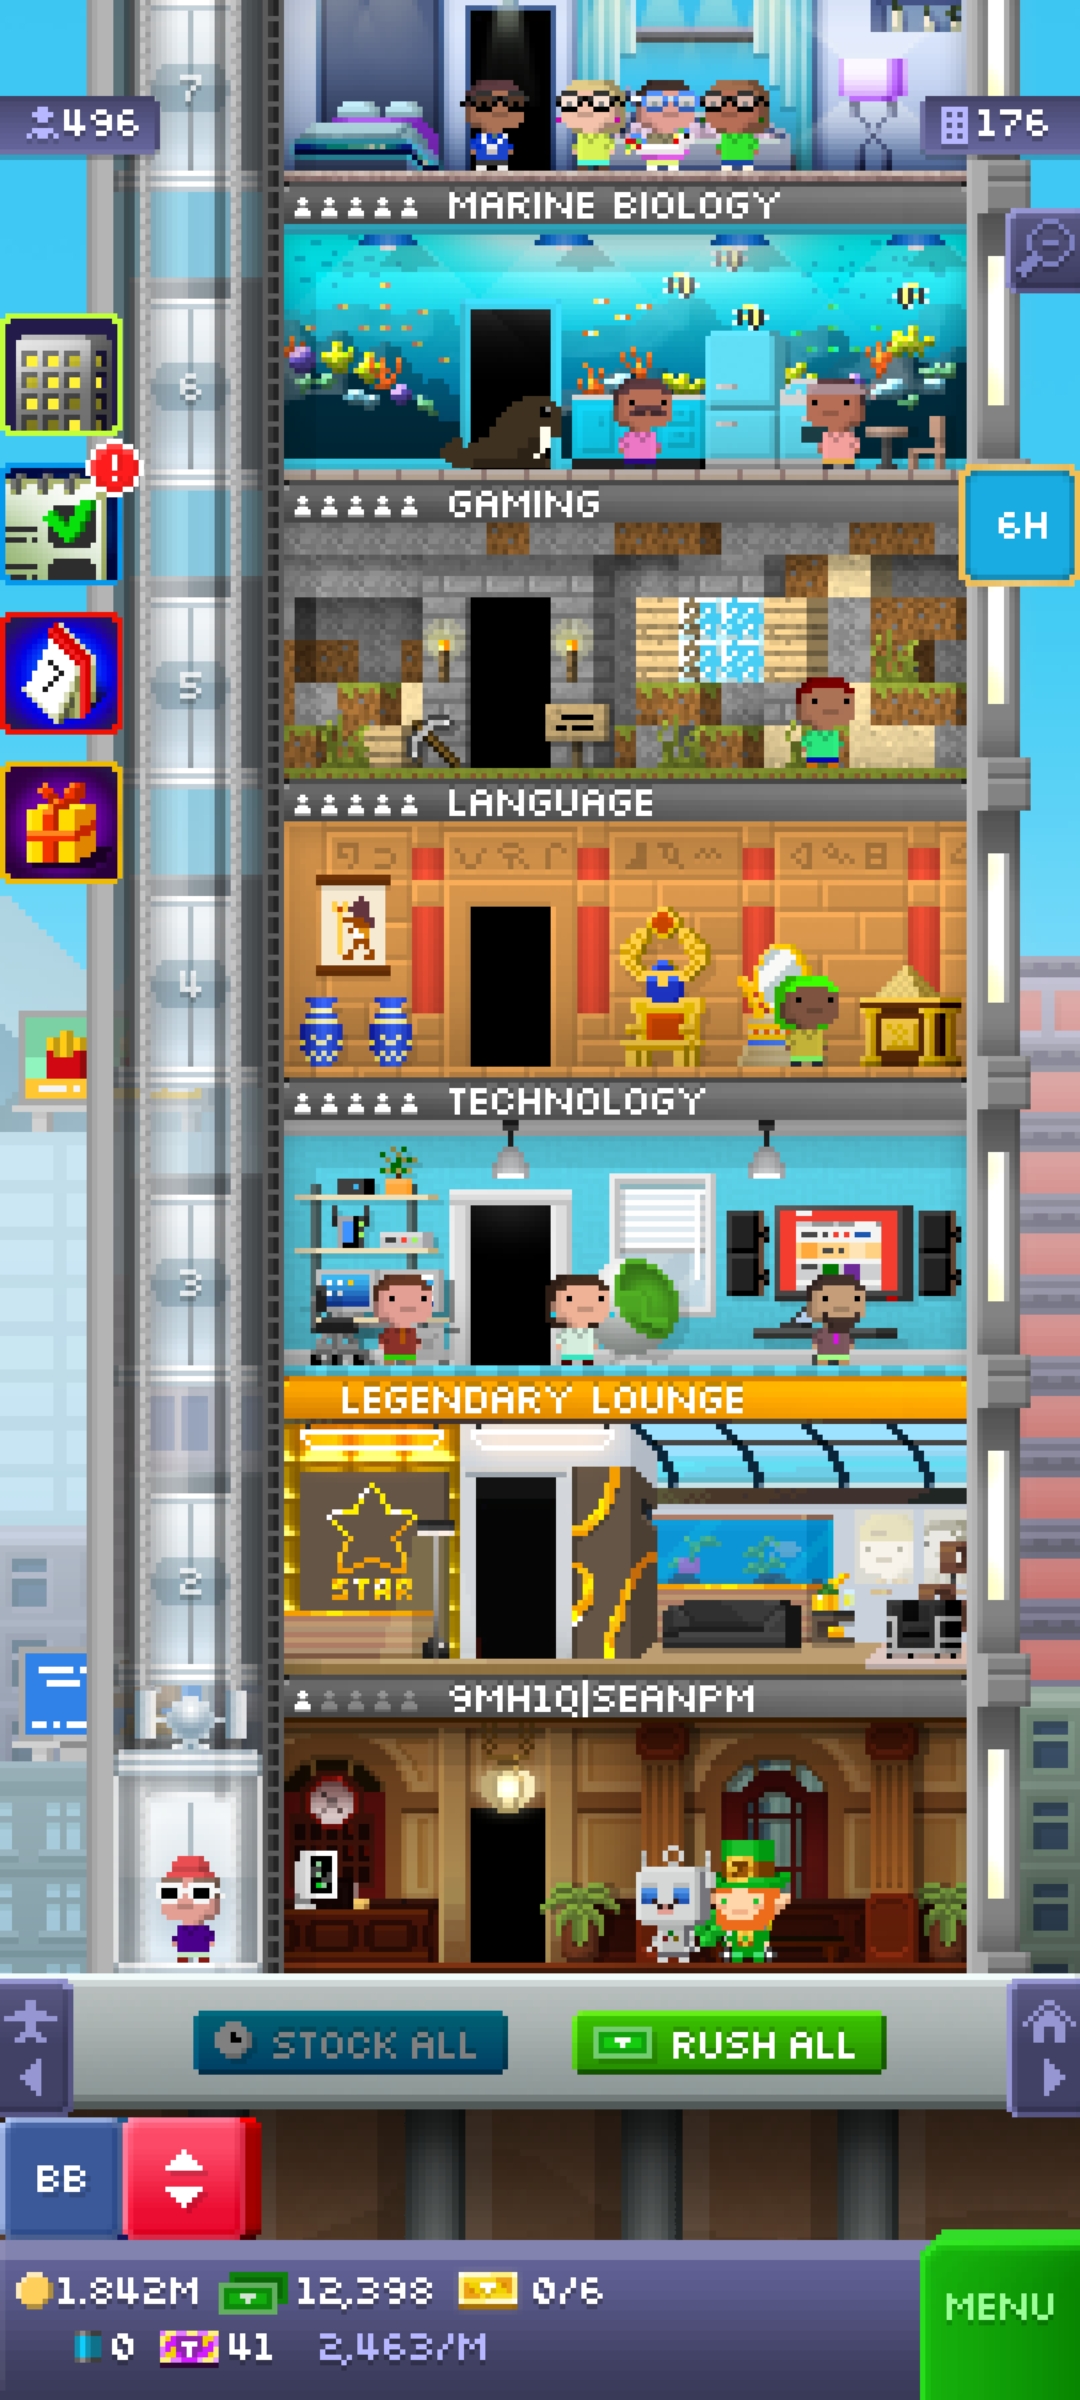 7
496
176
MARINE BIOLOGY
6
GAMING
6H
5
LANGUAGE
4
TECHNOLOGY
3
LEGENDARY LOUNGE
STAR
2
9MH1Q|SEANPM
STOCK ALL
RUSH ALL
BB
1.842M
12,398
0/6
MENU
0
41
2,463/M